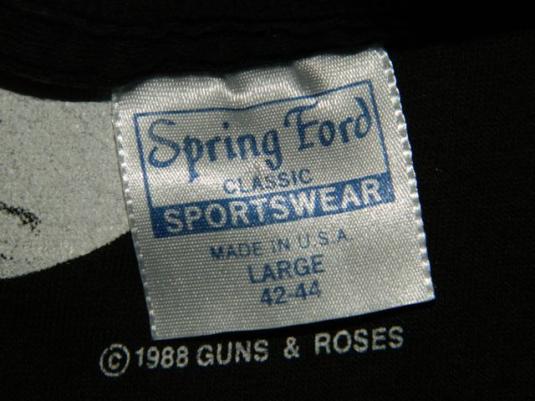 Spring Ford
CLASSIC
SPORTSWEAR
MADE IN U.S.A.
LARGE
42-44
© 1988 GUNS & ROSES